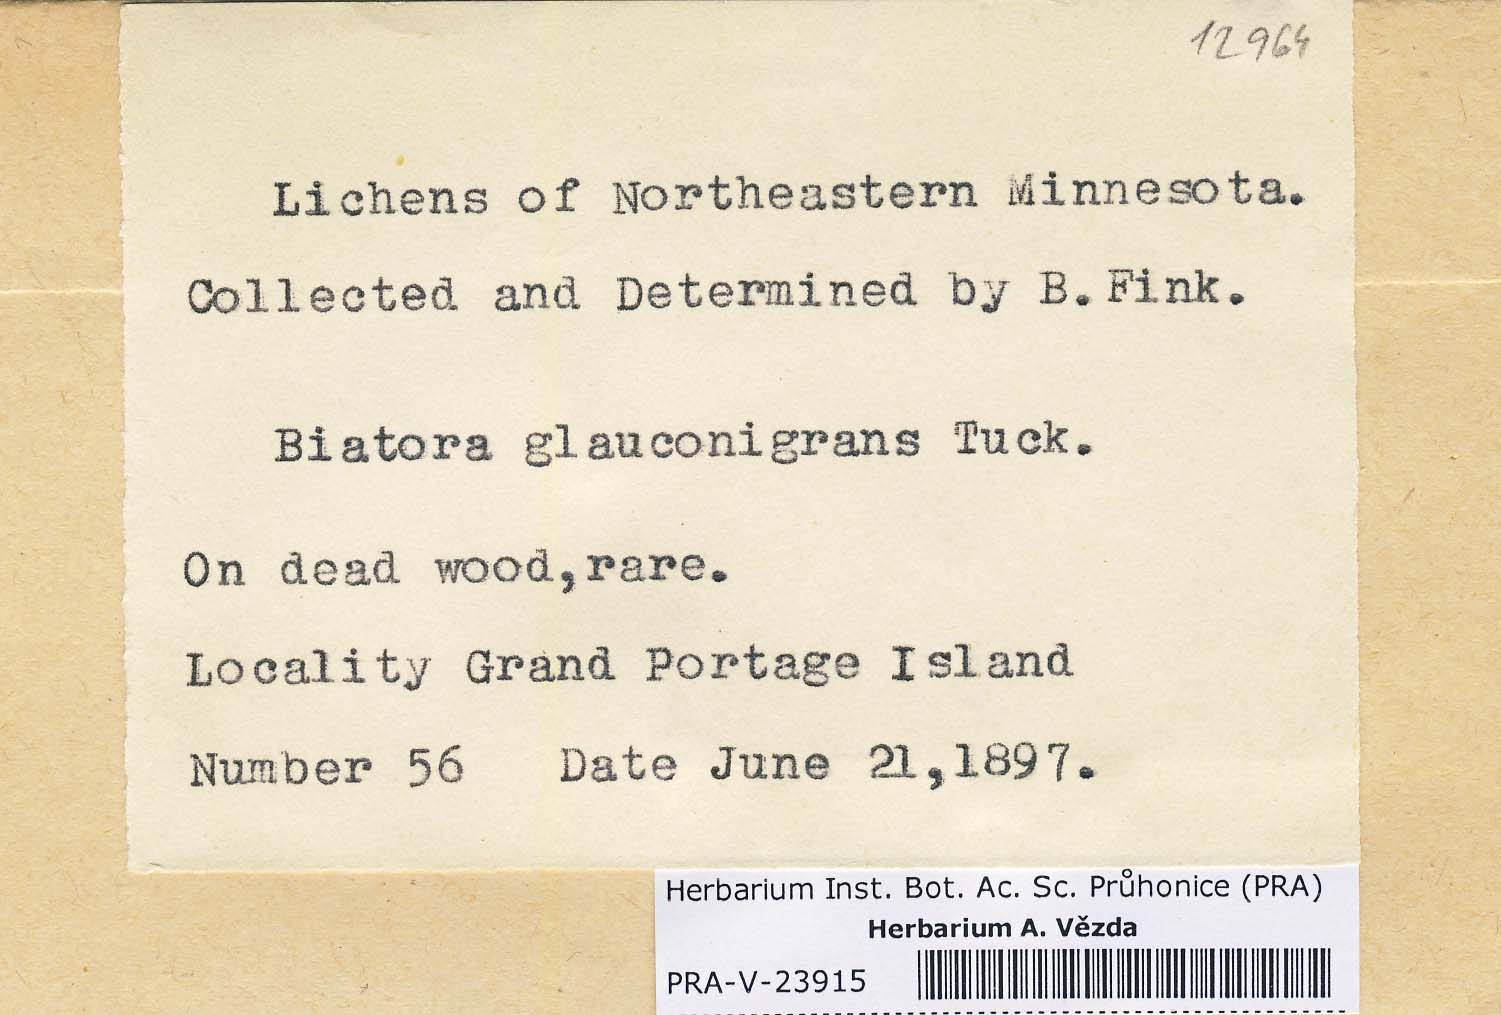 12964
Lichens of Northeastern Minnesota.
Collected and Determined by B. Fink.
Biatora glauconigrans Tuck.
On dead wood,rare.
Locality Grand Portage Island
Number 56 Date June 21,1897.
Herbarium Inst. Bot. Ac. Sc. Průhonice (PRA)
Herbarium A. Vězda
PRA-V-23915